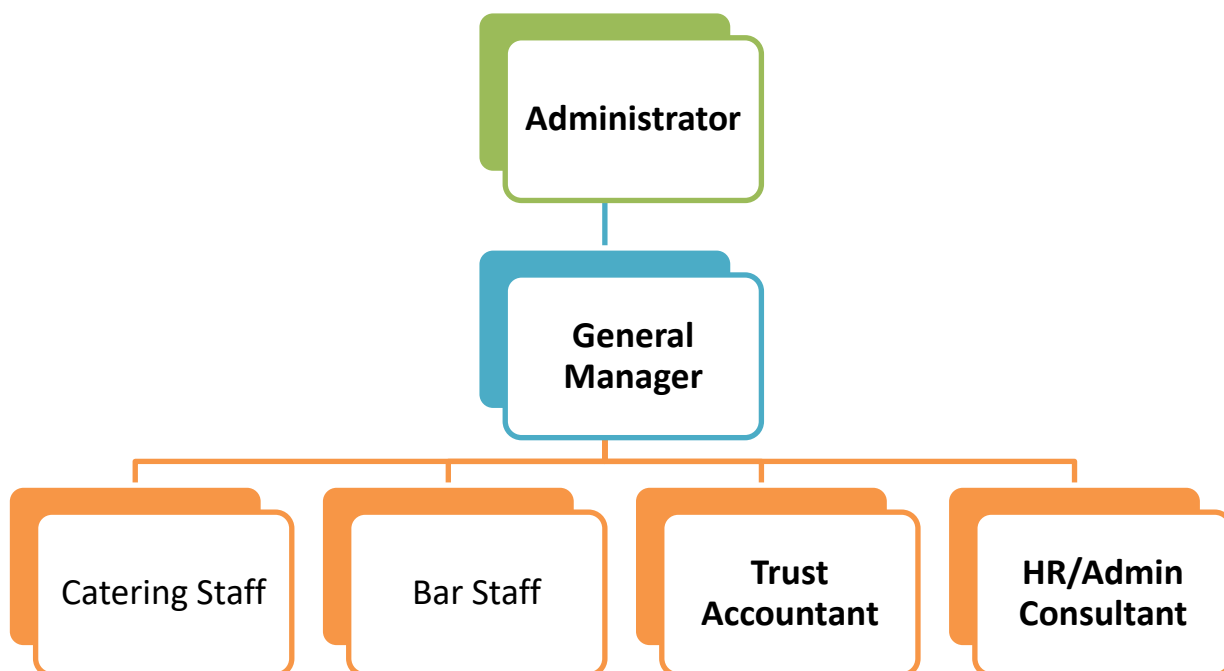 Administrator
General
Manager
Catering Staff
Bar Staff
Trust
Accountant
HR/Admin
Consultant